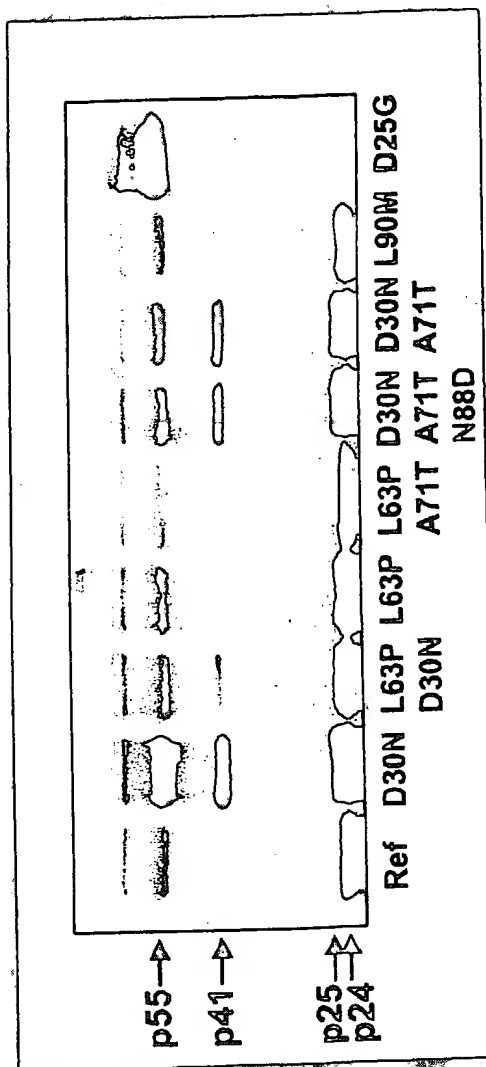 p55
p41
p25
p24
Ref D30N L63P L63P L63P D30N D30N L90M D25G
D30N A71T A71T A71T
N88D